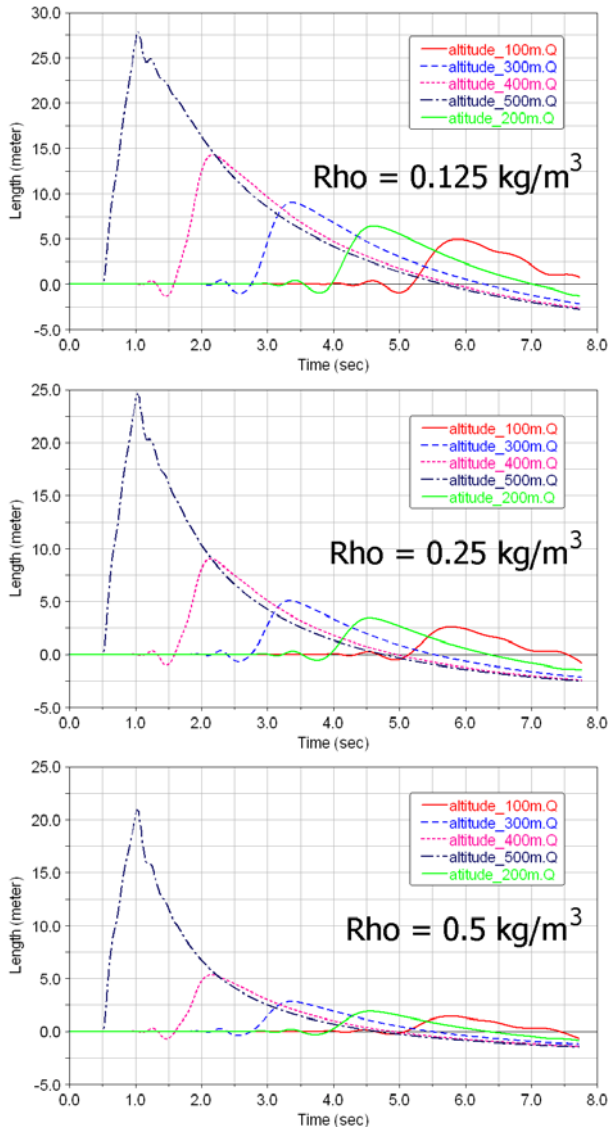 30.0
25.0
20.0
15.0
10.0
5.0
0.0
-5.0
Length (meter)
altitude_100m.Q
altitude_300m.Q
altitude_400m.Q
altitude_500m.Q
atitude_200m.Q
Rho = 0.125 kg/m³
0.0 1.0 2.0 3.0 4.0 5.0 6.0 7.0 8.0
Time (sec)
25.0
20.0
15.0
10.0
5.0
0.0
-5.0
Length (meter)
altitude_100m.Q
altitude_300m.Q
altitude_400m.Q
altitude_500m.Q
atitude_200m.Q
Rho = 0.25 kg/m³
0.0 1.0 2.0 3.0 4.0 5.0 6.0 7.0 8.0
Time (sec)
25.0
20.0
15.0
10.0
5.0
0.0
-5.0
Length (meter)
altitude_100m.Q
altitude_300m.Q
altitude_400m.Q
altitude_500m.Q
atitude_200m.Q
Rho = 0.5 kg/m³
0.0 1.0 2.0 3.0 4.0 5.0 6.0 7.0 8.0
Time (sec)